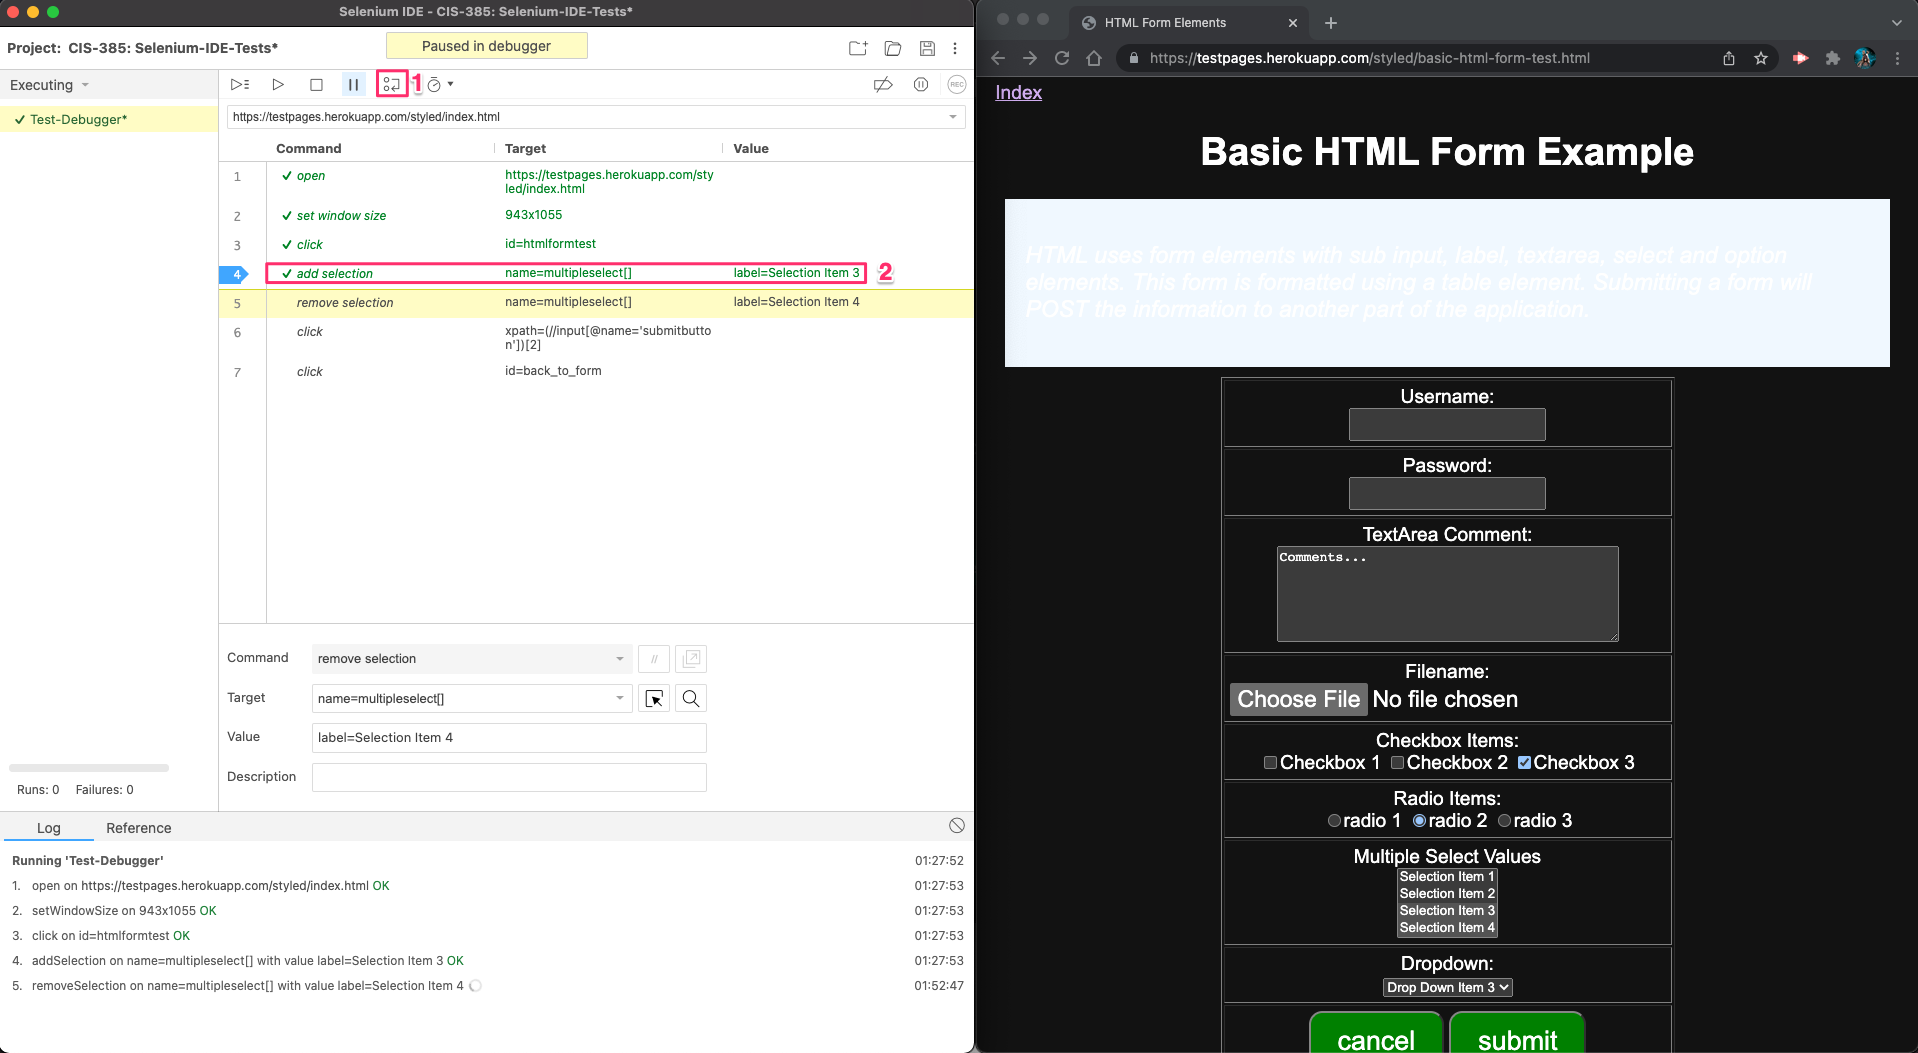 Selenium IDE - CIS-385: Selenium-IDE-Tests*
Project: CIS-385: Selenium-IDE-Tests*
Paused in debugger
Executing
1
REC
Test-Debugger*
https://testpages.herokuapp.com/styled/index.html
Command Target Value
1 open https://testpages.herokuapp.com/sty
led/index.html
2 set window size 943x1055
3 click id=htmlformtest
4 add selection name=multipleselect[] label=Selection Item 3 2
5 remove selection name=multipleselect[] label=Selection Item 4
6 click xpath=(//input[@name='submitbutto
n'])[2]
7 click id=back_to_form
Command remove selection //
Target name=multipleselect[]
Value label=Selection Item 4
Description
Runs: 0 Failures: 0
Log Reference
Running 'Test-Debugger' 01:27:52
1. open on https://testpages.herokuapp.com/styled/index.html OK 01:27:53
2. setWindowSize on 943x1055 OK 01:27:53
3. click on id=htmlformtest OK 01:27:53
4. addSelection on name=multipleselect[] with value label=Selection Item 3 OK 01:27:53
5. removeSelection on name=multipleselect[] with value label=Selection Item 4 01:52:47
HTML Form Elements
https://testpages.herokuapp.com/styled/basic-html-form-test.html
Index
Basic HTML Form Example
HTML uses form elements with sub input, label, textarea, select and option
elements. This form is formatted using a table element. Submitting a form will
POST the information to another part of the application.
Username:
Password:
TextArea Comment:
Comments...
Filename:
Choose File No file chosen
Checkbox Items:
Checkbox 1 Checkbox 2 Checkbox 3
Radio Items:
radio 1 radio 2 radio 3
Multiple Select Values
Selection Item 1
Selection Item 2
Selection Item 3
Selection Item 4
Dropdown:
Drop Down Item 3
cancel submit